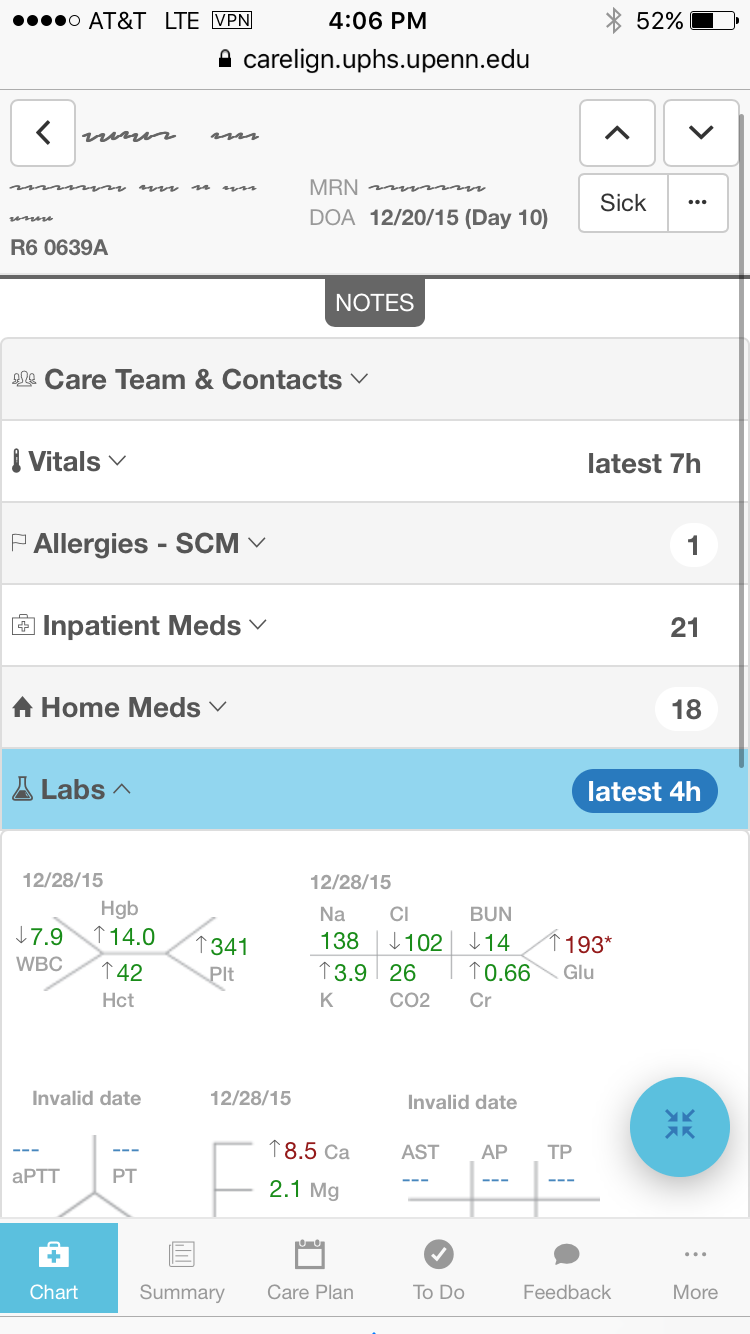 AT&T LTE VPN 4:06 PM 52%
carelign.uphs.upenn.edu
MRN
DOA 12/20/15 (Day 10)
Sick ...
R6 0639A
NOTES
Care Team & Contacts
Vitals latest 7h
Allergies - SCM 1
Inpatient Meds 21
Home Meds 18
Labs latest 4h
12/28/15 12/28/15
Hgb Na Cl BUN
↓7.9 ↑14.0 ↑341 138 ↓102 ↓14 ↑193*
WBC ↑42 Plt ↑3.9 26 ↑0.66 Glu
Hct K CO2 Cr
Invalid date 12/28/15 Invalid date
--- --- ↑8.5 Ca AST AP TP
aPTT PT 2.1 Mg --- --- ---
Chart Summary Care Plan To Do Feedback More